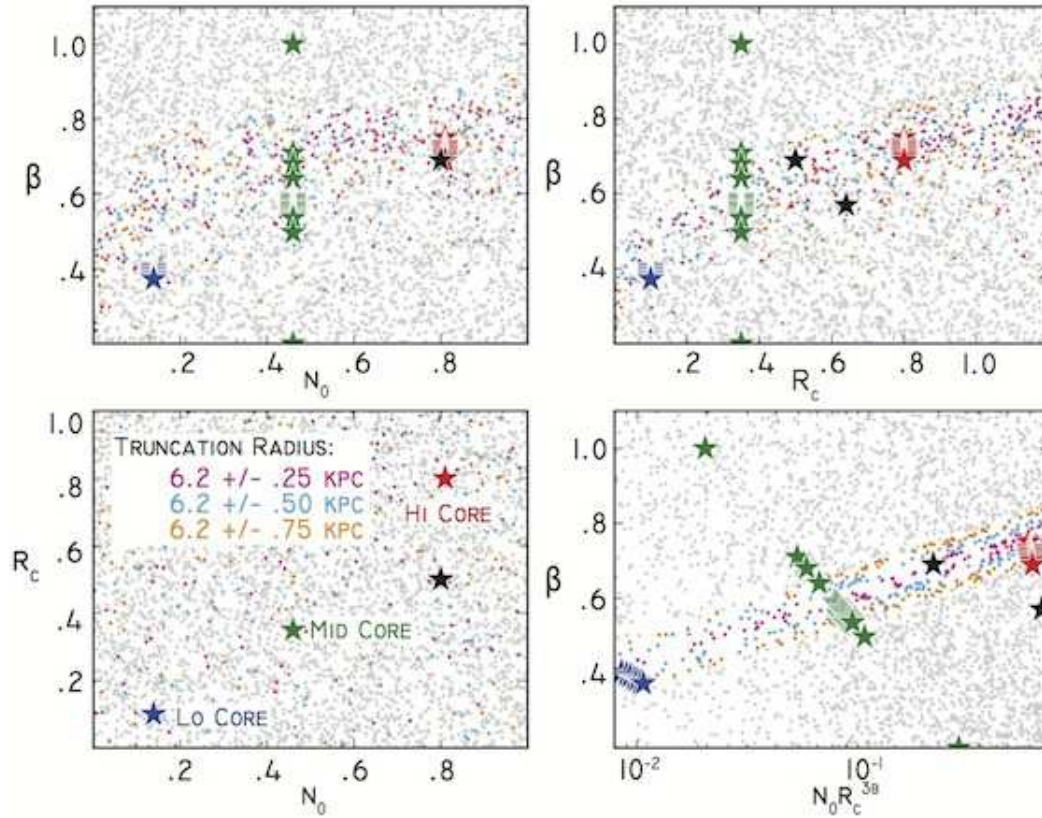 1.0
.8
β
.6
.4
.2
.4
.6
.8
N₀
1.0
.8
β
.6
.4
.2
.4
.6
.8
1.0
R_c
1.0
.8
R_c
.6
.4
.2
TRUNCATION RADIUS:
6.2 +/- .25 KPC
6.2 +/- .50 KPC
6.2 +/- .75 KPC
HI CORE
MID CORE
LO CORE
.2
.4
.6
.8
N₀
1.0
.8
β
.6
.4
10⁻²
10⁻¹
N₀R_c³ᵝ